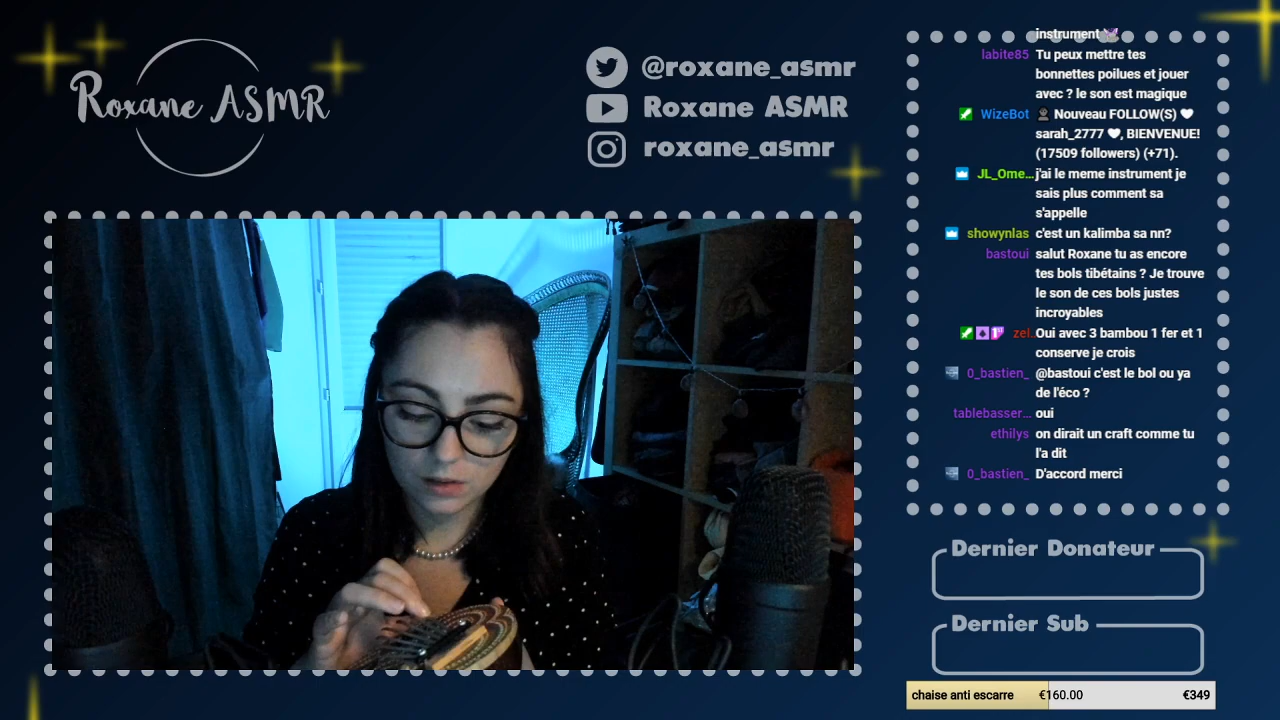 Roxane ASMR
@roxane_asmr
Roxane ASMR
roxane_asmr
instrument
labite85 Tu peux mettre tes
bonnettes poilues et jouer
avec ? le son est magique
WizeBot Nouveau FOLLOW(S)
sarah_2777 , BIENVENUE!
(17509 followers) (+71).
JL_Ome... j'ai le meme instrument je
sais plus comment sa
s'appelle
showynlas c'est un kalimba sa nn?
bastoui salut Roxane tu as encore
tes bols tibétains ? Je trouve
le son de ces bols justes
incroyables
zel... Oui avec 3 bambou 1 fer et 1
conserve je crois
0_bastien_ @bastoui c'est le bol ou ya
de l'éco ?
tablebasser... oui
ethilys on dirait un craft comme tu
l'a dit
0_bastien_ D'accord merci
Dernier Donateur
Dernier Sub
chaise anti escarre €160.00 €349